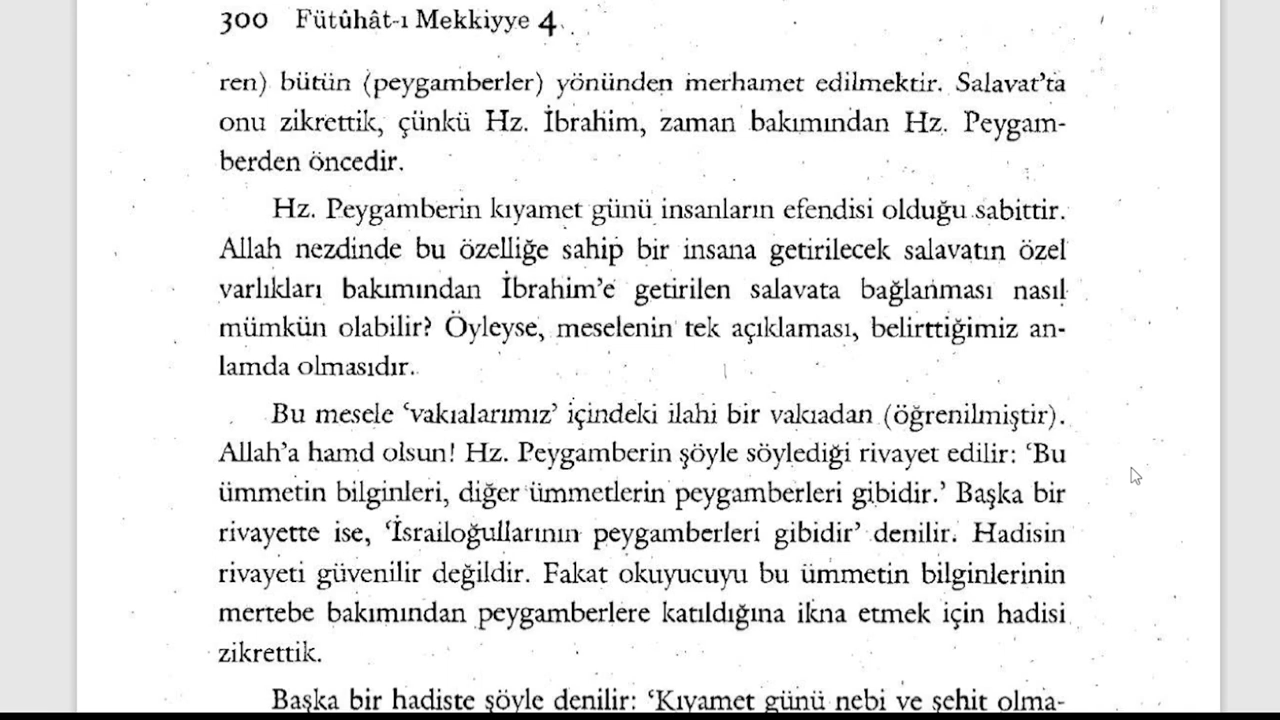 300 Fütûhât-ı Mekkiyye 4
ren) bütün (peygamberler) yönünden merhamet edilmektir. Salavat’ta
onu zikrettik, çünkü Hz. İbrahim, zaman bakımından Hz. Peygam-
berden öncedir.
Hz. Peygamberin kıyamet günü insanların efendisi olduğu sabittir.
Allah nezdinde bu özelliğe sahip bir insana getirilecek salavatın özel
varlıkları bakımından İbrahim’e getirilen salavata bağlanması nasıl
mümkün olabilir? Öyleyse, meselenin tek açıklaması, belirttiğimiz an-
lamda olmasıdır.
Bu mesele ‘vakıalarımız’ içindeki ilahi bir vakıadan (öğrenilmiştir).
Allah’a hamd olsun! Hz. Peygamberin şöyle söylediği rivayet edilir: ‘Bu
ümmetin bilginleri, diğer ümmetlerin peygamberleri gibidir.’ Başka bir
rivayette ise, ‘İsrailoğullarının peygamberleri gibidir’ denilir. Hadisin
rivayeti güvenilir değildir. Fakat okuyucuyu bu ümmetin bilginlerinin
mertebe bakımından peygamberlere katıldığına ikna etmek için hadisi
zikrettik.
Başka bir hadiste şöyle denilir: ‘Kıyamet günü nebi ve şehit olma-